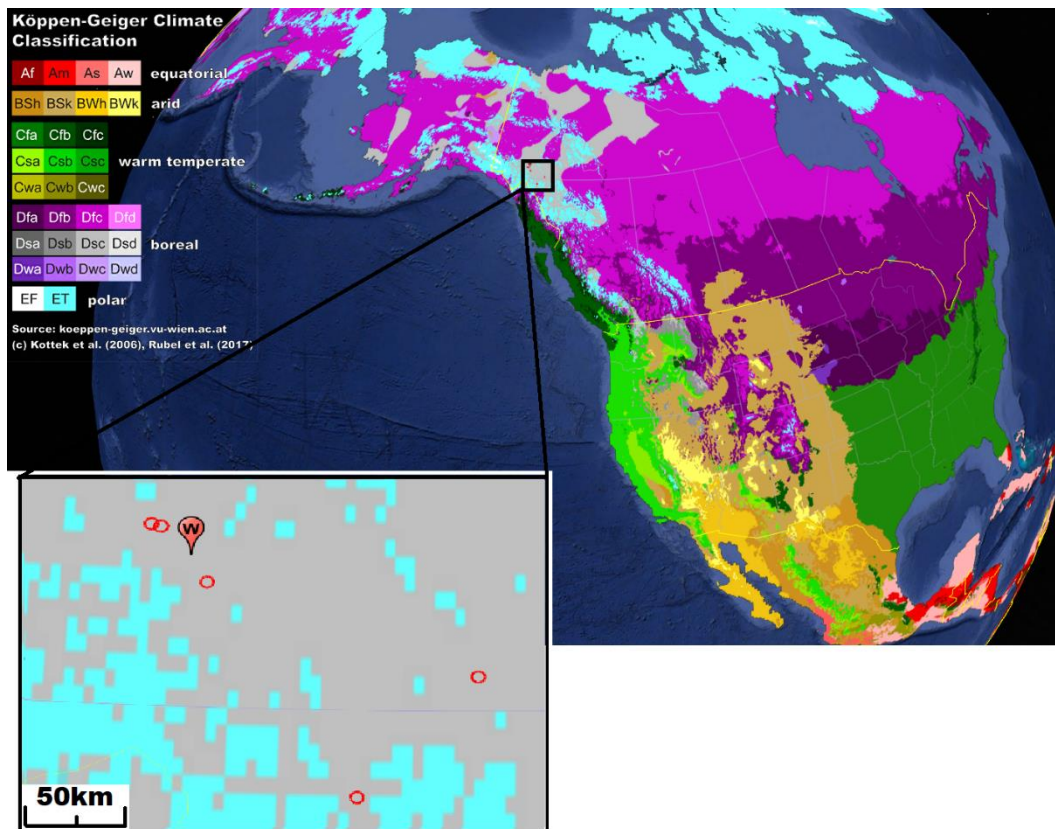 Köppen-Geiger Climate
Classification
Af Am As Aw equatorial
BSh BSk BWh BWk arid
Cfa Cfb Cfc
Csa Csb Csc warm temperate
Cwa Cwb Cwc
Dfa Dfb Dfc Dfd
Dsa Dsb Dsc Dsd boreal
Dwa Dwb Dwc Dwd
EF ET polar
Source: koeppen-geiger.vu-wien.ac.at
(c) Kottek et al. (2006), Rubel et al. (2017)
W
50km